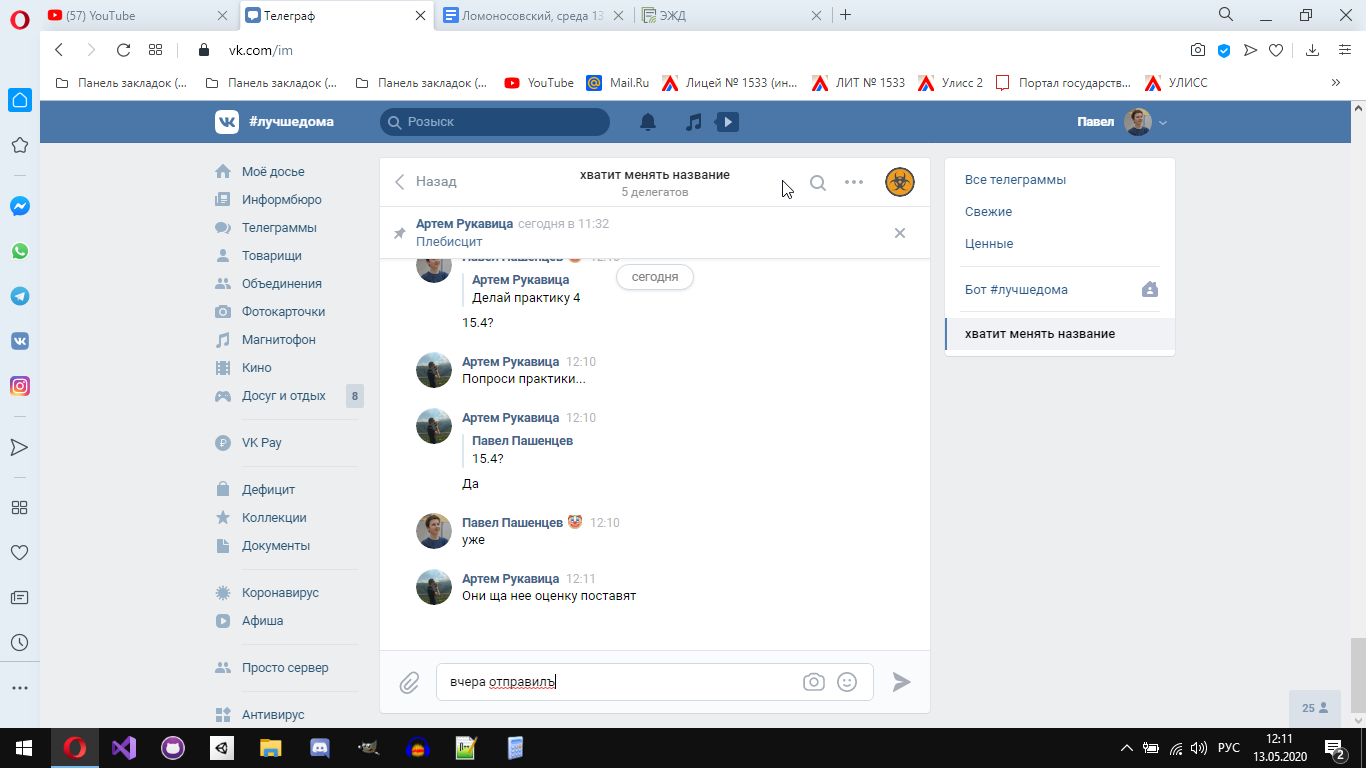 (57) YouTube
Телеграф
Ломоносовский, среда 13
ЭЖД
vk.com/im
Панель закладок (...
Панель закладок (...
Панель закладок (...
YouTube
Mail.Ru
Лицей № 1533 (ин...
ЛИТ № 1533
Улисс 2
Портал государств...
УЛИСС
#лучшедома
Розыск
Павел
Моё досье
Информбюро
Телеграммы
Товарищи
Объединения
Фотокарточки
Магнитофон
Кино
Досуг и отдых 8
VK Pay
Дефицит
Коллекции
Документы
Коронавирус
Афиша
Просто сервер
Антивирус
Назад
хватит менять название
5 делегатов
Артем Рукавица сегодня в 11:32
Плебисцит
Павел Пашенцев 12:10
сегодня
Артем Рукавица
Делай практику 4
15.4?
Артем Рукавица 12:10
Попроси практики...
Артем Рукавица 12:10
Павел Пашенцев
15.4?
Да
Павел Пашенцев 12:10
уже
Артем Рукавица 12:11
Они ща нее оценку поставят
вчера отправилъ
Все телеграммы
Свежие
Ценные
Бот #лучшедома
хватит менять название
25
РУС
12:11
13.05.2020
2